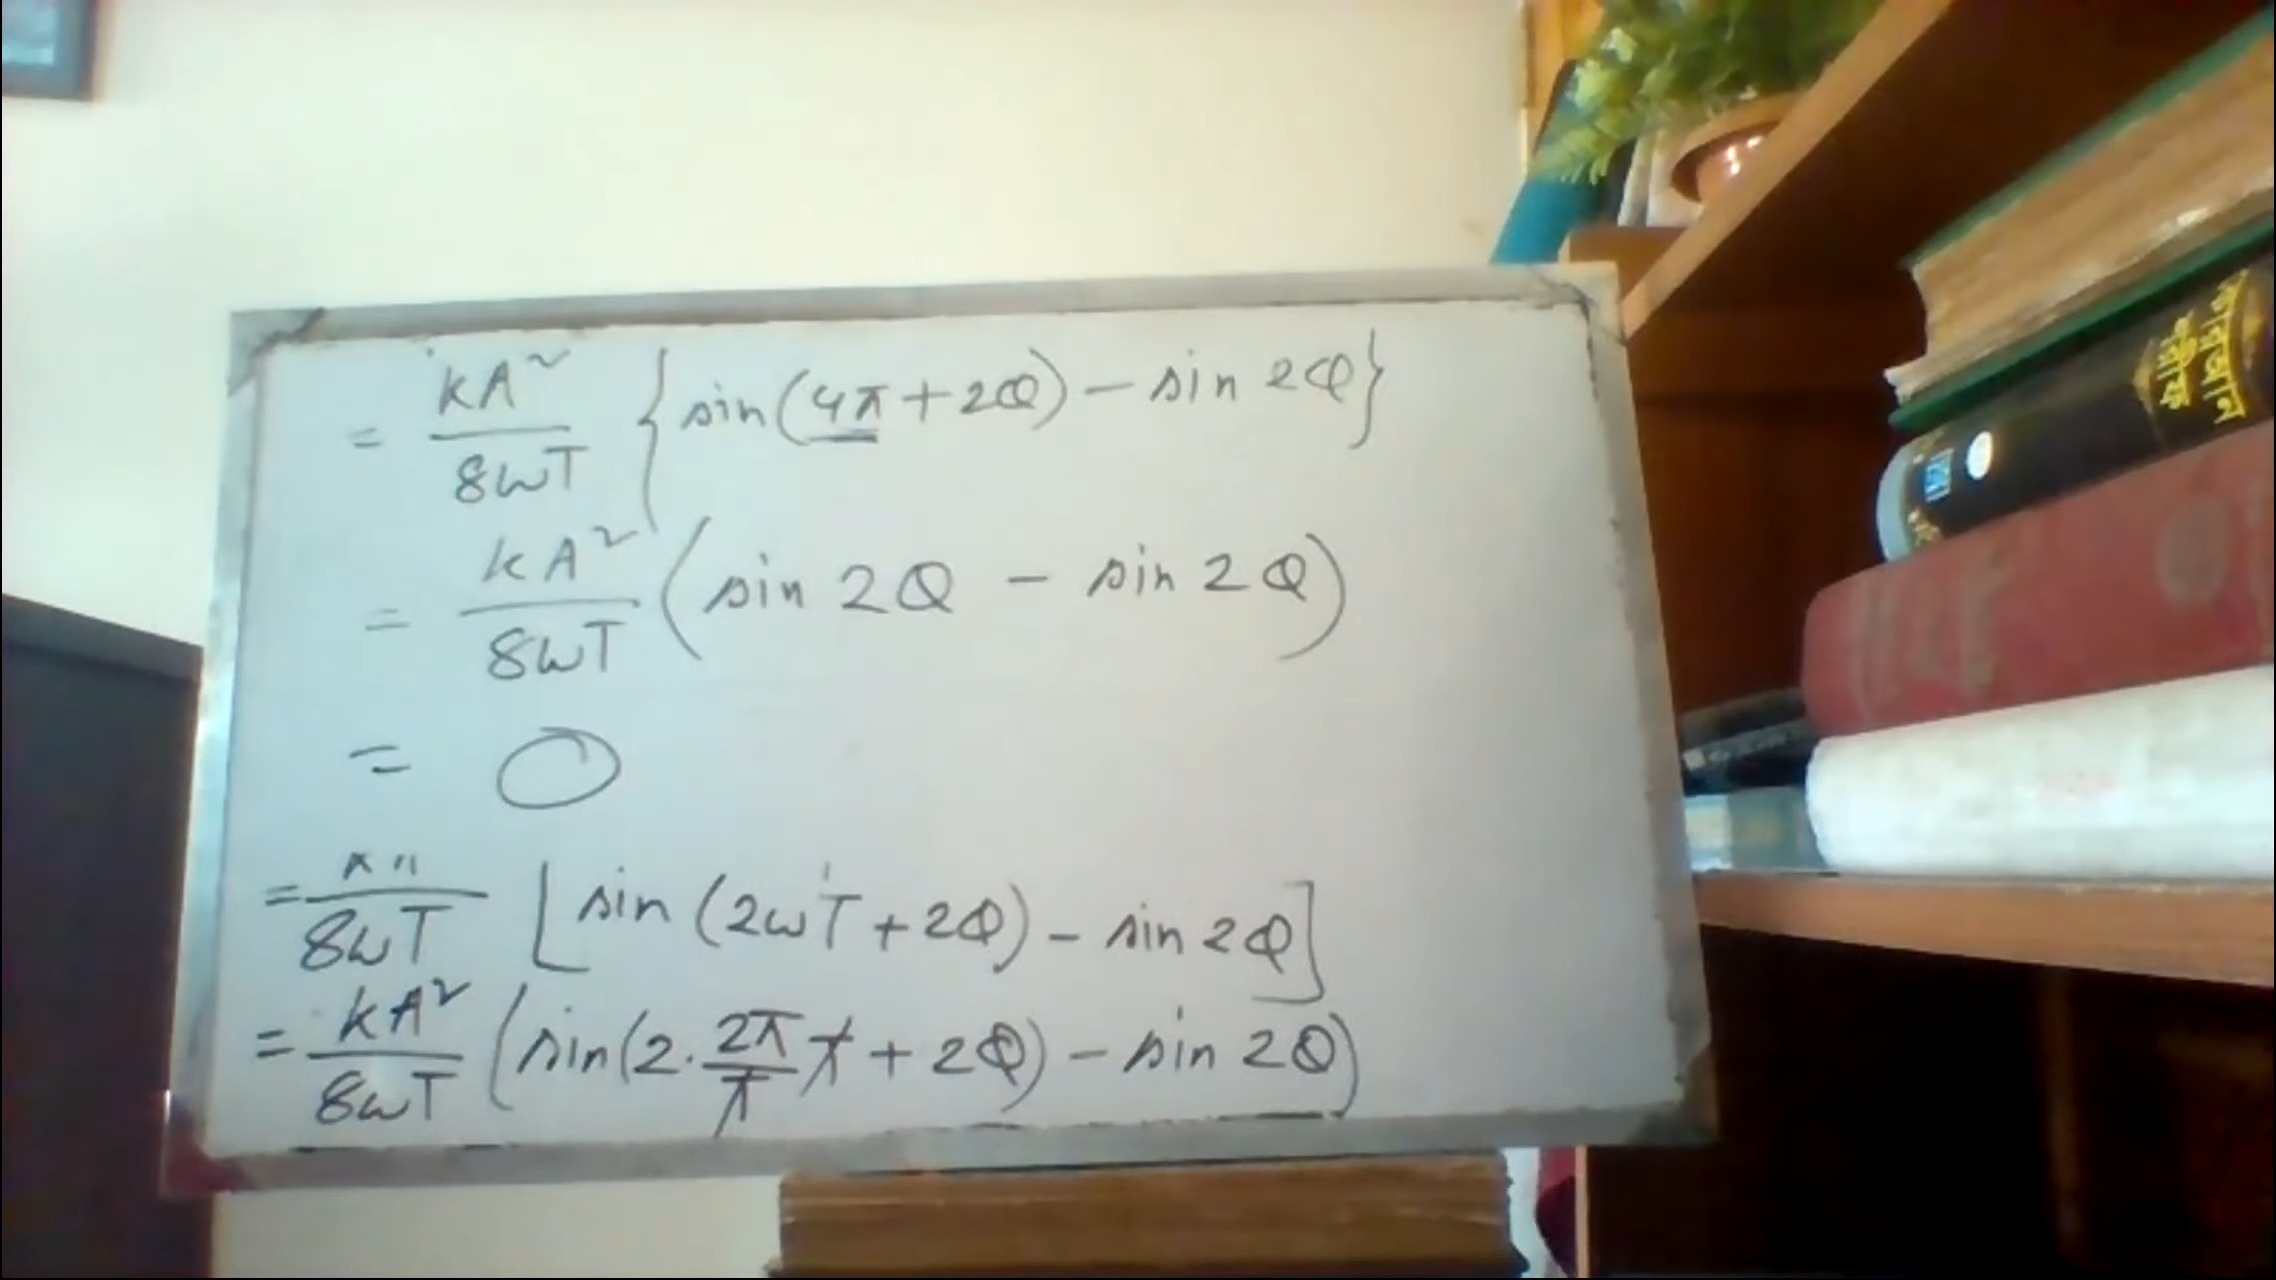 = kA² / 8ωT {sin(4π + 2φ) - sin 2φ}
= kA² / 8ωT (sin 2φ - sin 2φ)
= 0
= / 8ωT [sin (2ωT + 2φ) - sin 2φ]
= kA² / 8ωT (sin(2. 2π/T T + 2φ) - sin 2φ)